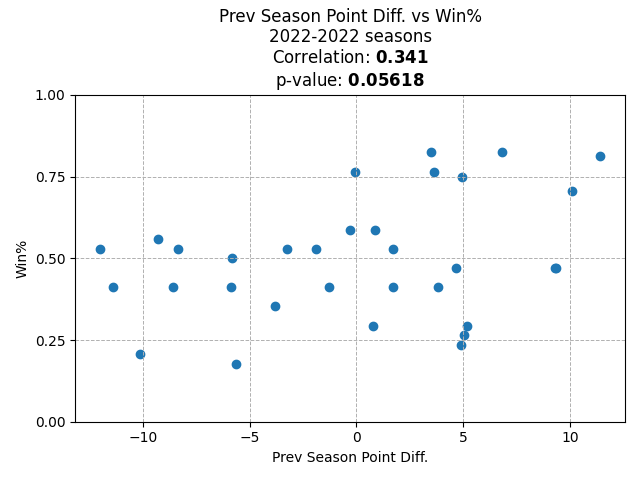 Prev Season Point Diff. vs Win%
2022-2022 seasons
Correlation: 0.341
p-value: 0.05618
1.00
0.75
0.50
0.25
0.00
Win%
−10
−5
0
5
10
Prev Season Point Diff.